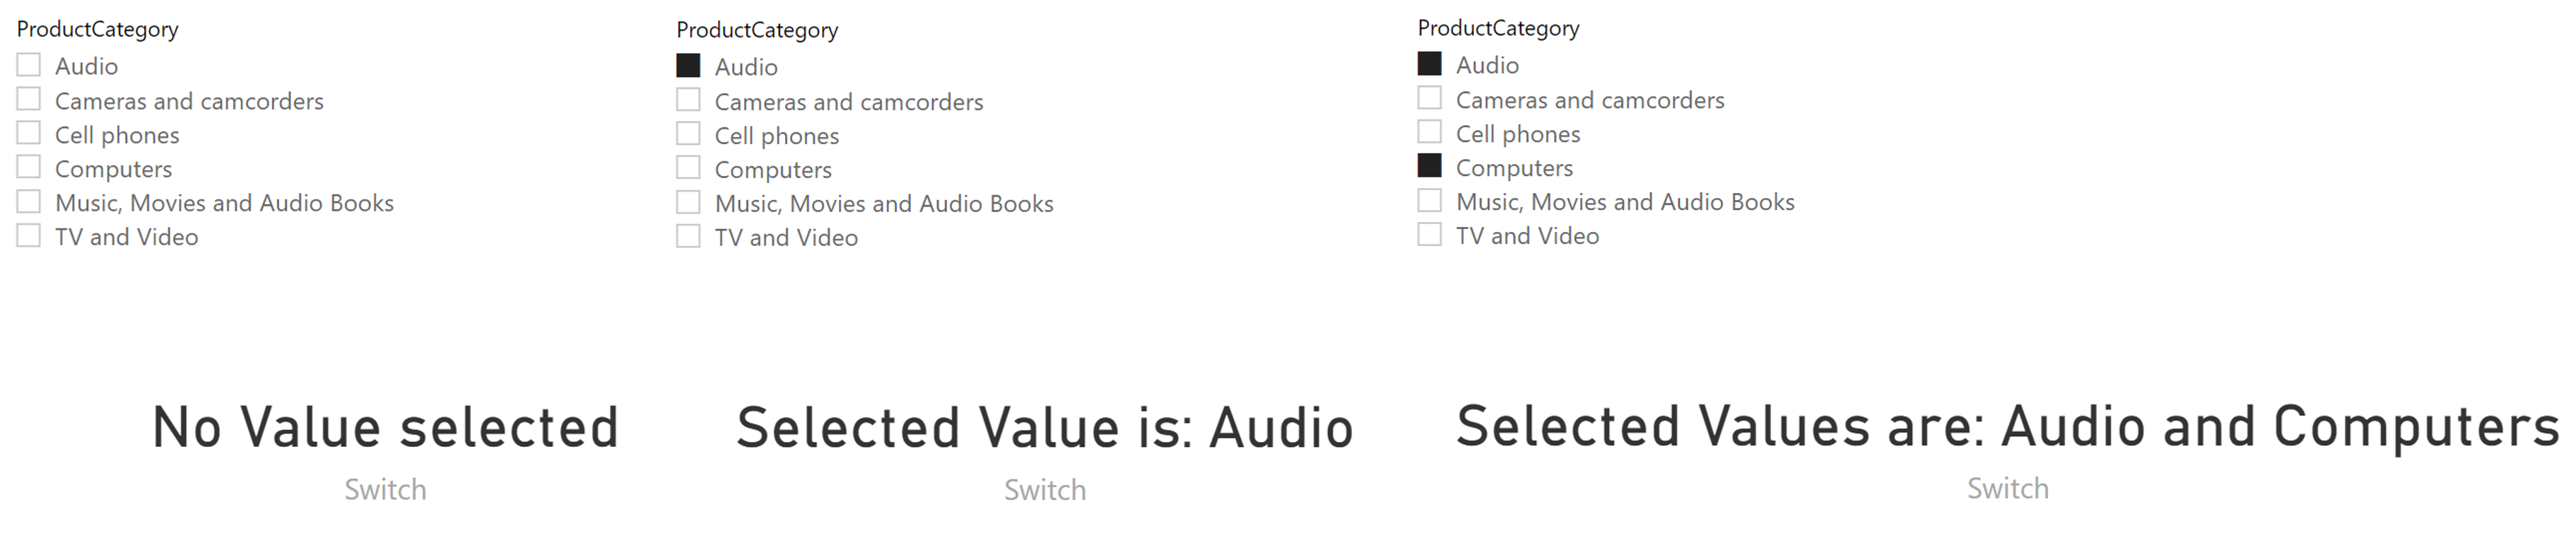 ProductCategory
Audio
Cameras and camcorders
Cell phones
Computers
Music, Movies and Audio Books
TV and Video
No Value selected
Switch
ProductCategory
Audio
Cameras and camcorders
Cell phones
Computers
Music, Movies and Audio Books
TV and Video
Selected Value is: Audio
Switch
ProductCategory
Audio
Cameras and camcorders
Cell phones
Computers
Music, Movies and Audio Books
TV and Video
Selected Values are: Audio and Computers
Switch